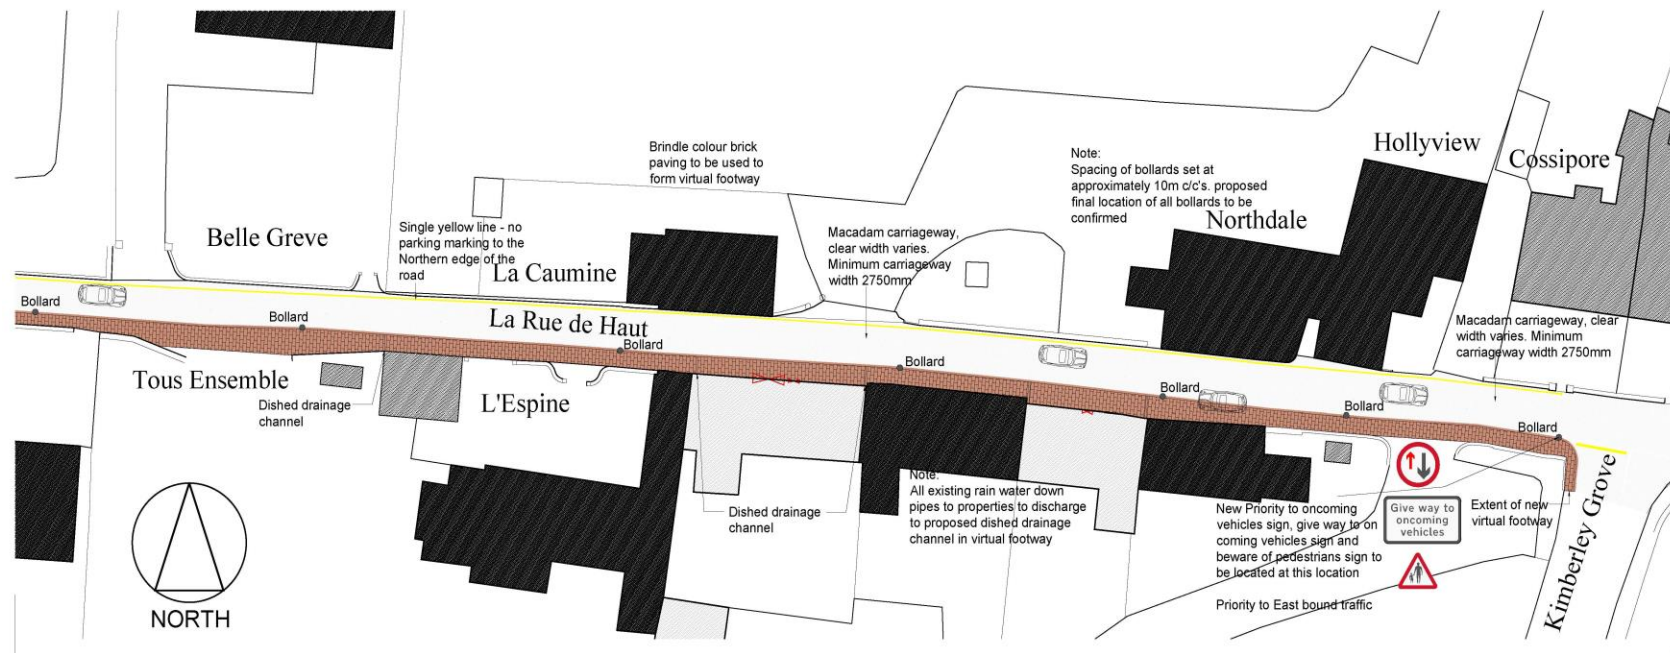 Hollyview
Cossipore
Brindle colour brick
paving to be used to
form virtual footway
Note:
Spacing of bollards set at
approximately 10m c/c's. proposed
final location of all bollards to be
confirmed
Northdale
Belle Greve
Single yellow line - no
parking marking to the
Northern edge of the
road
La Caumine
Macadam carriageway,
clear width varies.
Minimum carriageway
width 2750mm
Macadam carriageway, clear
width varies. Minimum
carriageway width 2750mm
La Rue de Haut
Bollard
Bollard
Bollard
Bollard
Bollard
Bollard
Bollard
Tous Ensemble
L'Espine
Dished drainage
channel
Dished drainage
channel
Note:
All existing rain water down
pipes to properties to discharge
to proposed dished drainage
channel in virtual footway
New Priority to oncoming
vehicles sign, give way to on
coming vehicles sign and
beware of pedestrians sign to
be located at this location
Priority to East bound traffic
Give way to
oncoming
vehicles
Extent of new
virtual footway
Kimberley Grove
NORTH